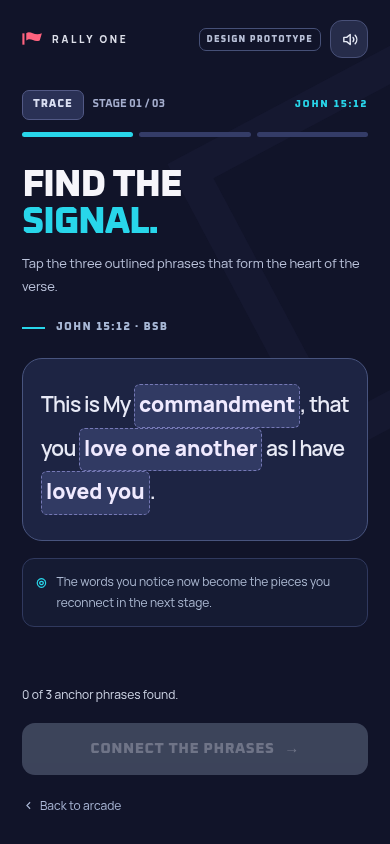 RALLY ONE
DESIGN PROTOTYPE
TRACE STAGE 01 / 03 JOHN 15:12
FIND THE
SIGNAL.
Tap the three outlined phrases that form the heart of the
verse.
JOHN 15:12 · BSB
This is My commandment, that
you love one another as I have
loved you.
The words you notice now become the pieces you
reconnect in the next stage.
0 of 3 anchor phrases found.
CONNECT THE PHRASES →
Back to arcade